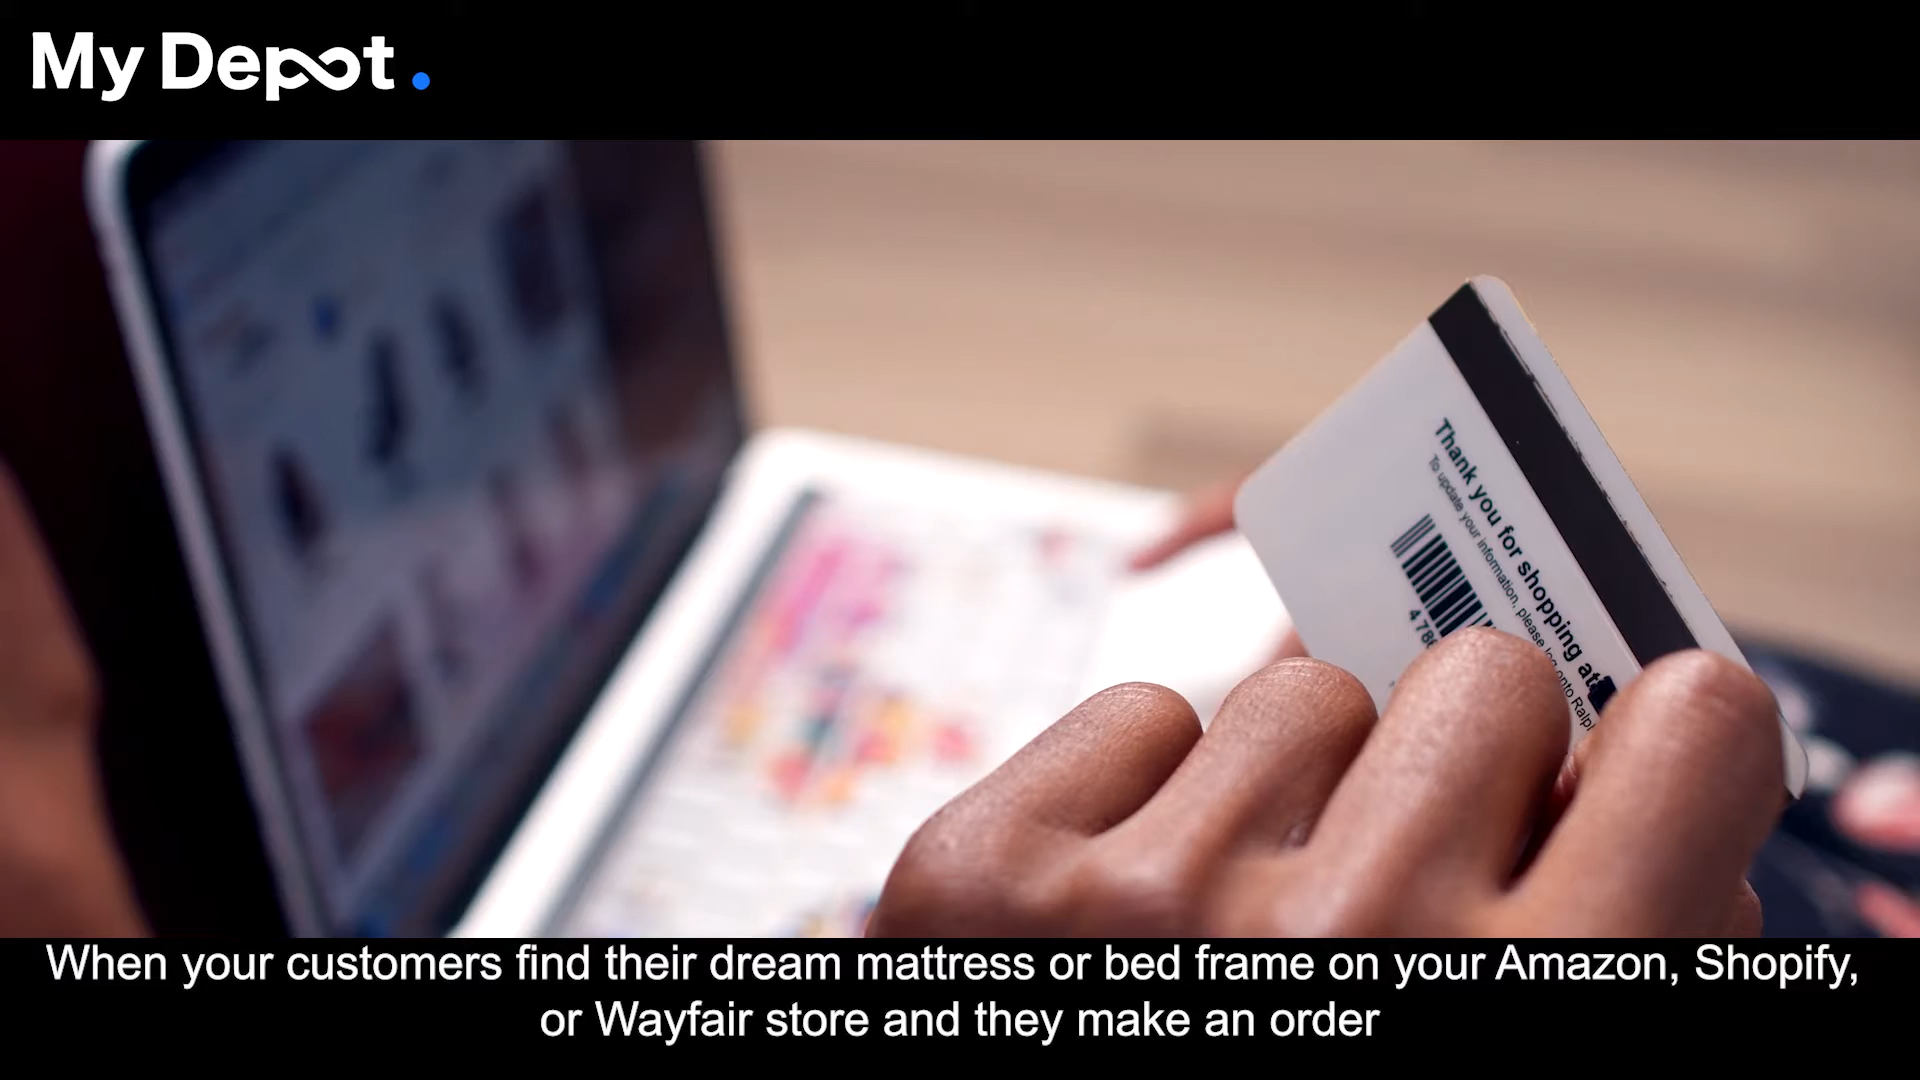 My Depot.
Thank you for shopping at
To update your information, please log onto
When your customers find their dream mattress or bed frame on your Amazon, Shopify,
or Wayfair store and they make an order